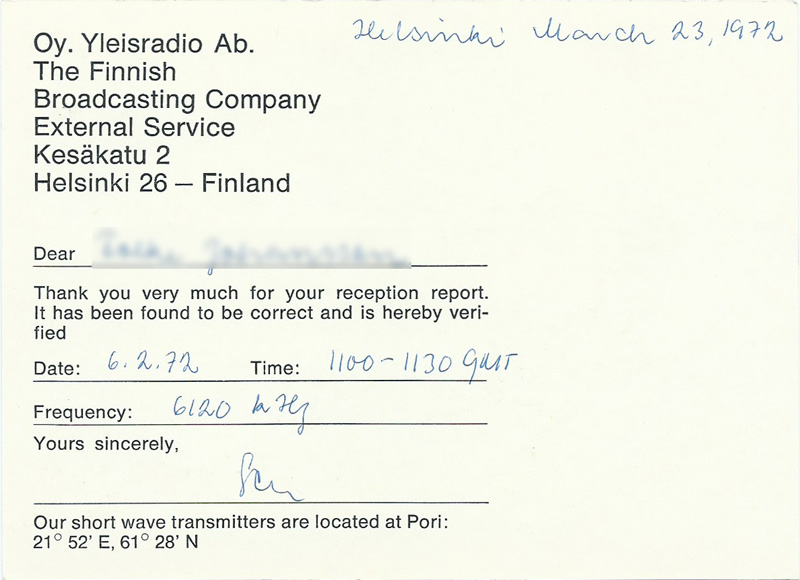 Helsinki March 23, 1972
Oy. Yleisradio Ab.
The Finnish
Broadcasting Company
External Service
Kesäkatu 2
Helsinki 26 — Finland
Dear
Thank you very much for your reception report.
It has been found to be correct and is hereby veri-
fied
Date: 6.2.72 Time: 1100-1130 GMT
Frequency: 6120 kHz
Yours sincerely,
Our short wave transmitters are located at Pori:
21° 52' E, 61° 28' N